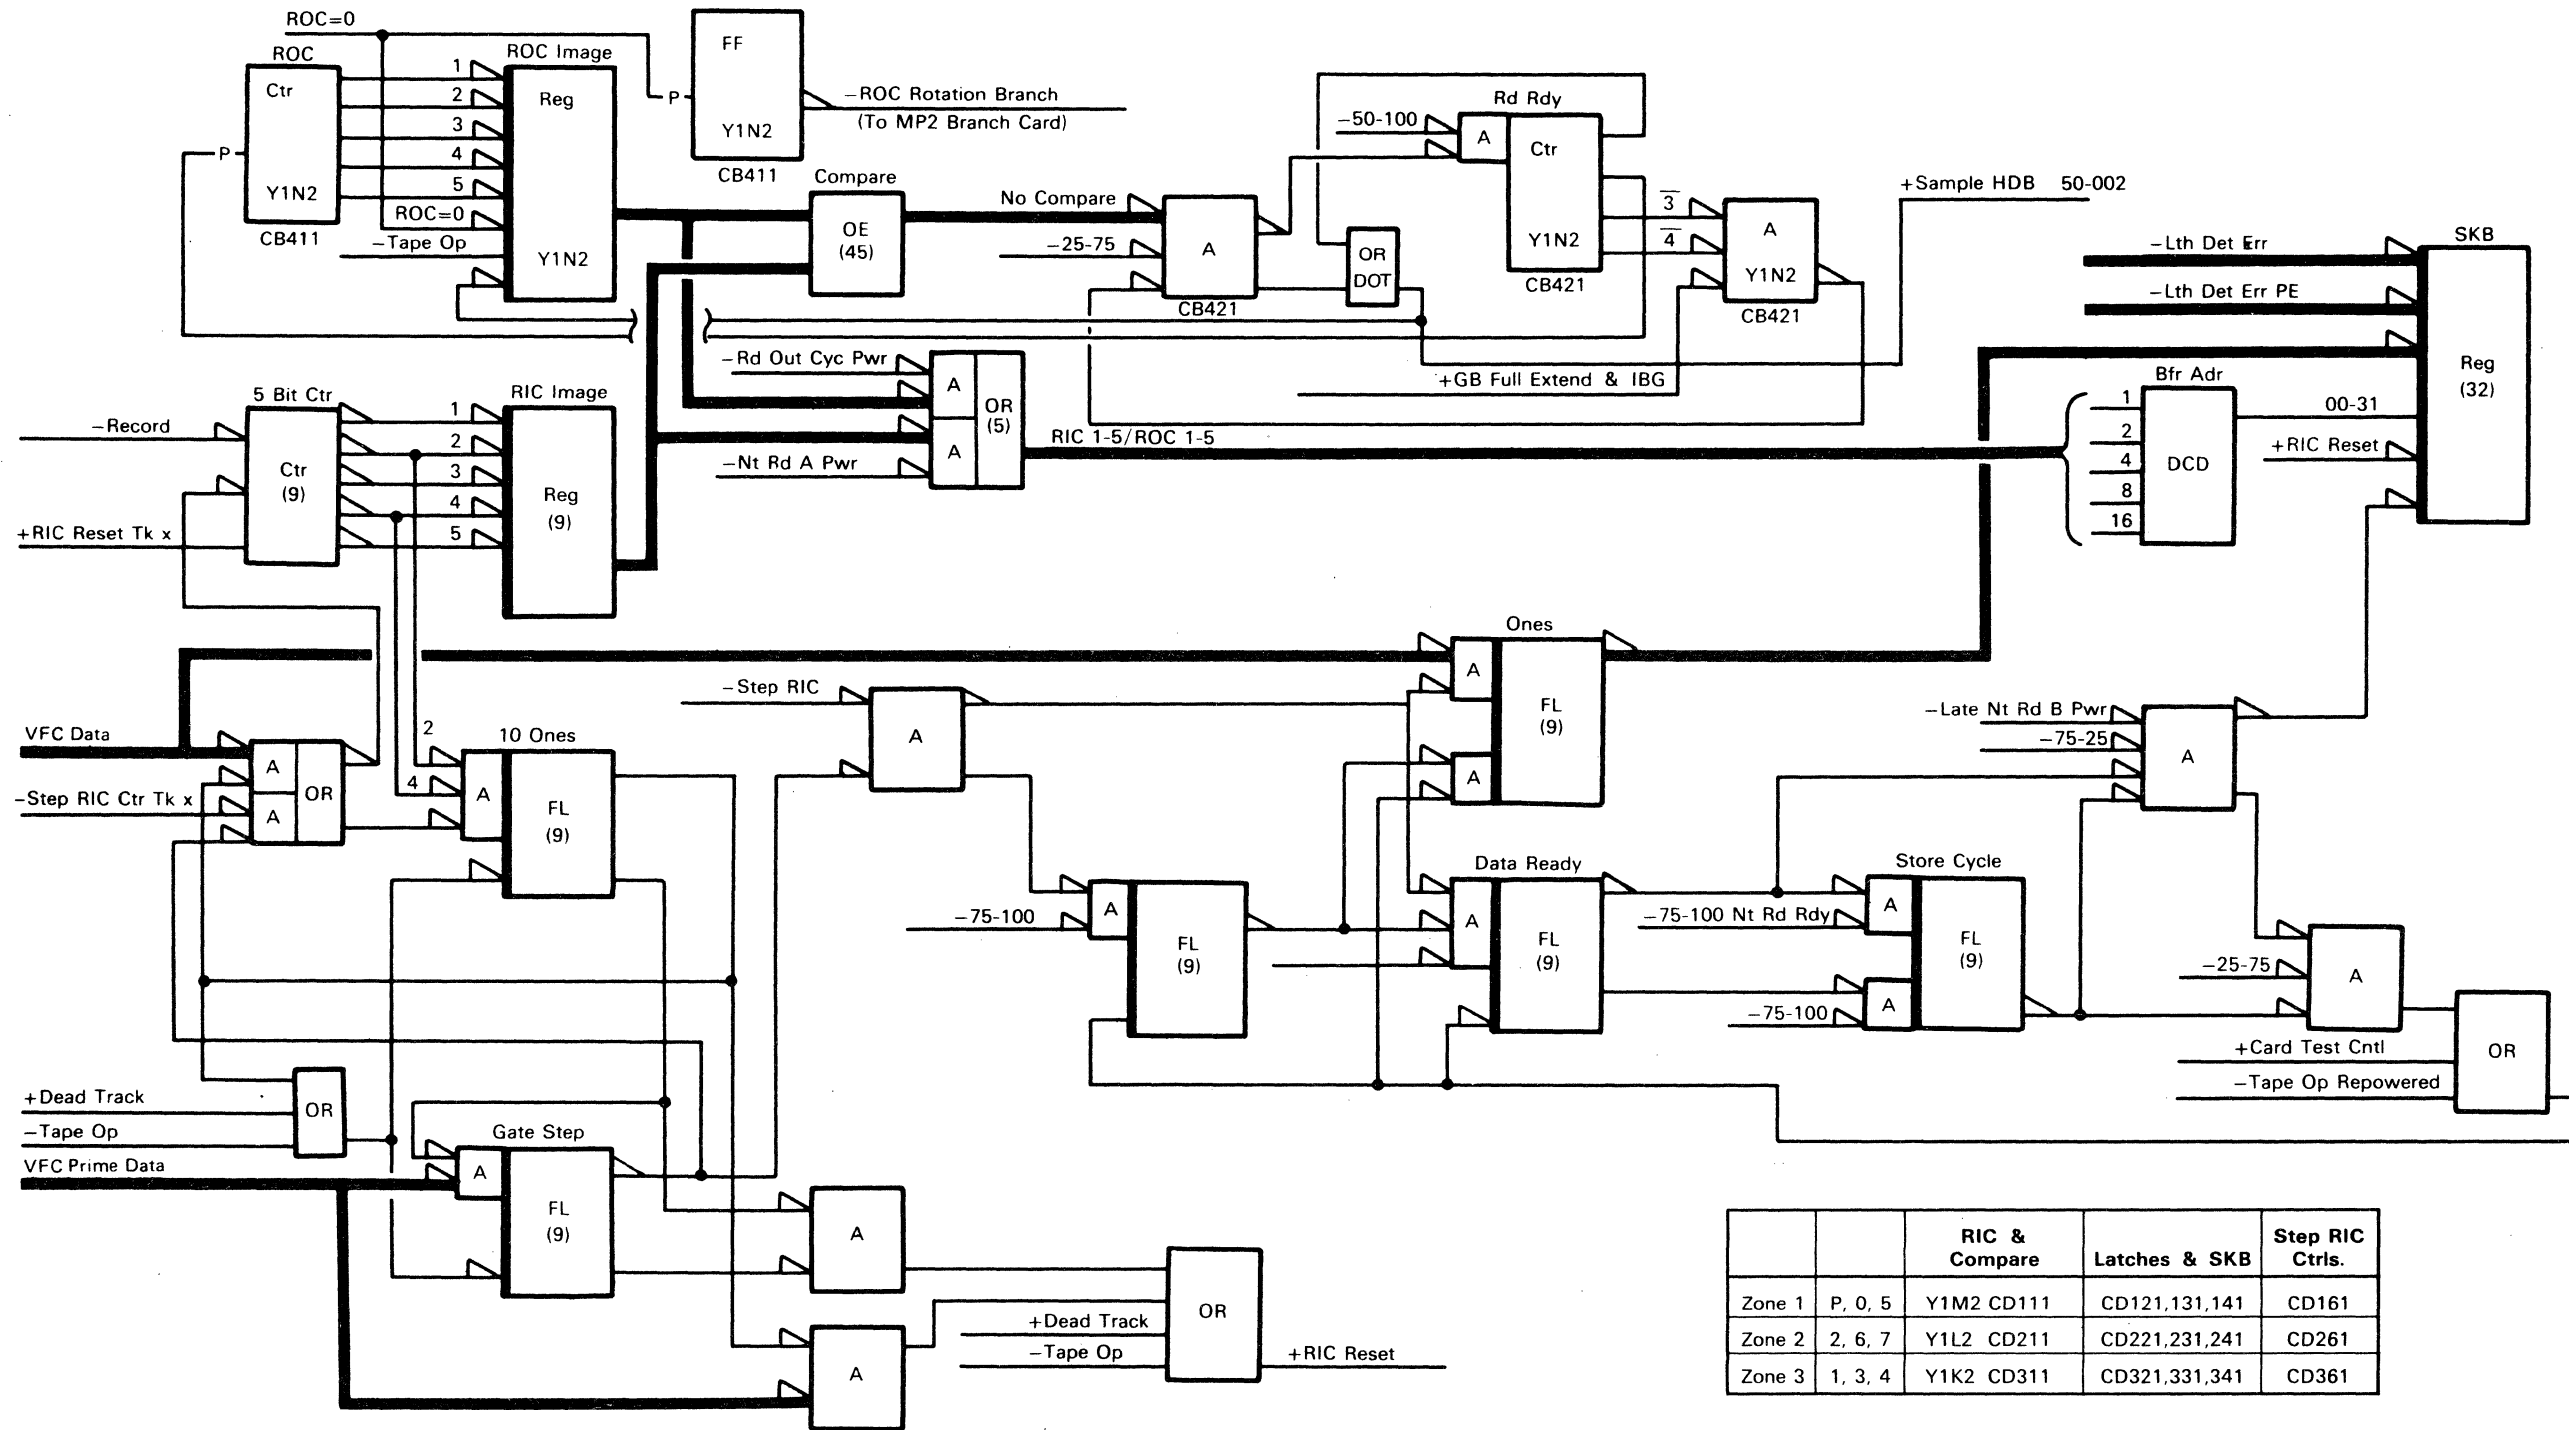 ROC=0
ROC
Ctr
Y1N2
CB411
P
ROC Image
1
2
3
4
5
ROC=0
−Tape Op
Reg
Y1N2
FF
Y1N2
CB411
P
−ROC Rotation Branch
(To MP2 Branch Card)
Compare
OE
(45)
No Compare
−25-75
A
CB421
Rd Rdy
−50-100
A
Ctr
Y1N2
CB421
OR
DOT
3
4
A
Y1N2
CB421
+Sample HDB 50-002
+GB Full Extend & IBG
−Rd Out Cyc Pwr
A
A
OR
(5)
−Nt Rd A Pwr
RIC 1-5/ROC 1-5
SKB
−Lth Det Err
−Lth Det Err PE
Reg
(32)
Bfr Adr
1
2
4
8
16
DCD
00-31
+RIC Reset
5 Bit Ctr
−Record
Ctr
(9)
+RIC Reset Tk x
RIC Image
1
2
3
4
5
Reg
(9)
VFC Data
−Step RIC Ctr Tk x
A
A
OR
10 Ones
2
4
A
FL
(9)
−Step RIC
A
Ones
A
A
FL
(9)
−75-100
A
FL
(9)
Data Ready
A
FL
(9)
Store Cycle
−75-100 Nt Rd Rdy
A
−75-100
A
FL
(9)
−Late Nt Rd B Pwr
−75-25
A
−25-75
A
+Card Test Cntl
−Tape Op Repowered
OR
+Dead Track
−Tape Op
OR
VFC Prime Data
Gate Step
A
FL
(9)
A
A
+Dead Track
−Tape Op
OR
+RIC Reset
RIC & Compare Latches & SKB Step RIC Ctrls.
Zone 1 P, 0, 5 Y1M2 CD111 CD121,131,141 CD161
Zone 2 2, 6, 7 Y1L2 CD211 CD221,231,241 CD261
Zone 3 1, 3, 4 Y1K2 CD311 CD321,331,341 CD361